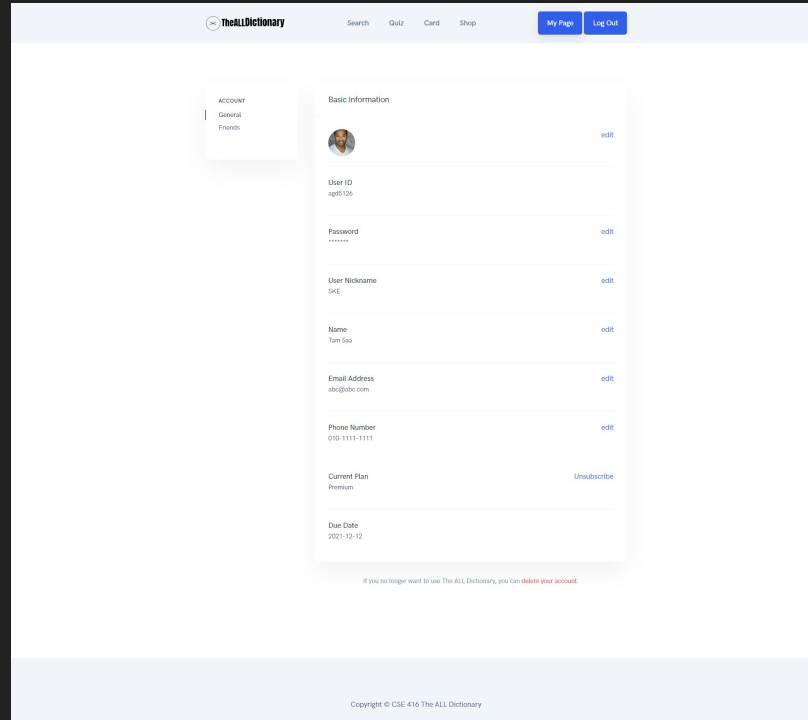 TheALLDictionary
Search Quiz Card Shop My Page Log Out
ACCOUNT
General
Friends
Basic Information
edit
User ID
agd5126
Password edit
*******
User Nickname edit
SKE
Name edit
Tam Saa
Email Address edit
abc@abc.com
Phone Number edit
010-1111-1111
Current Plan Unsubscribe
Premium
Due Date
2021-12-12
If you no longer want to use The ALL Dictionary, you can delete your account.
Copyright © CSE 416 The ALL Dictionary